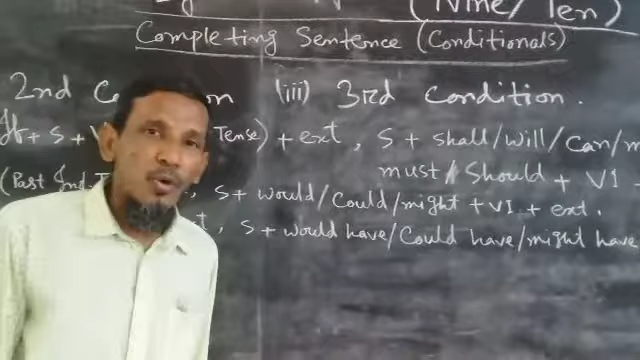 (Nine/Ten)
Completing Sentence (Conditionals)
2nd (iii) 3rd Condition.
If + S + Tense) + ext, S + shall/will/can/m
must/should + V1
(Past Ind , S + would/could/might + V1 + ext.
, S + would have/Could have/might have